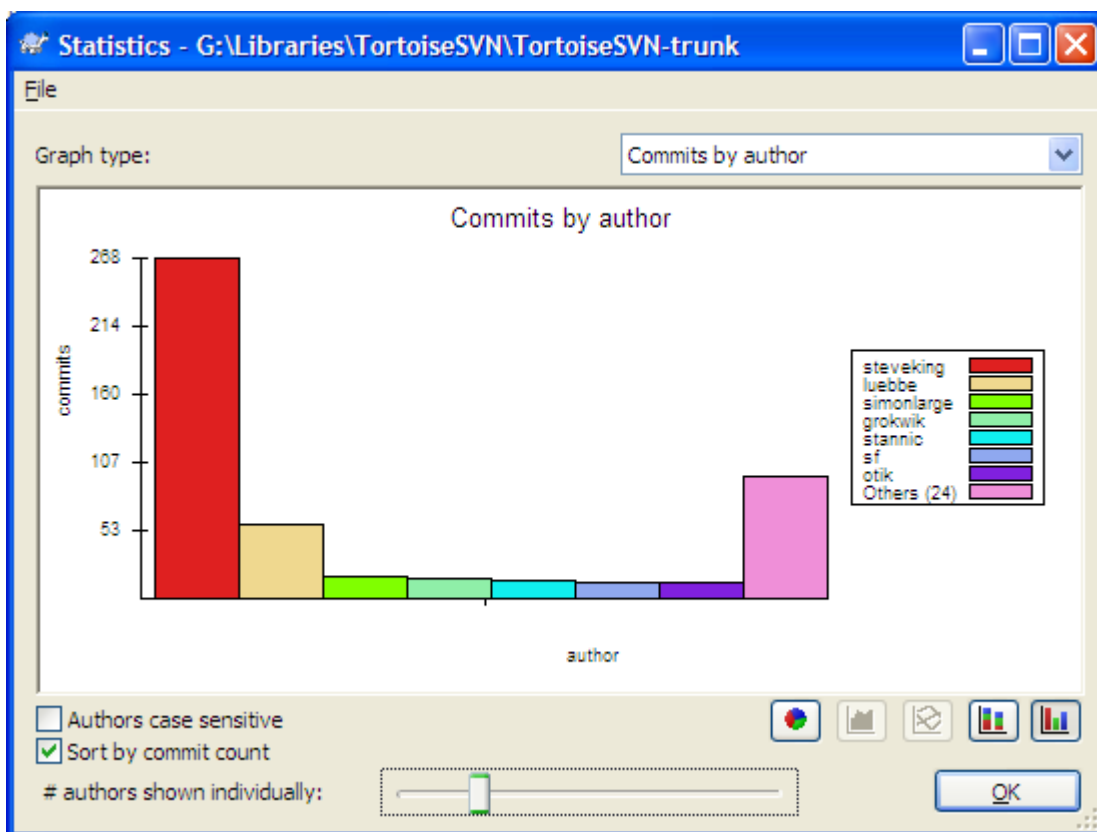 Statistics - G:\Libraries\TortoiseSVN\TortoiseSVN-trunk
File
Graph type:
Commits by author
Commits by author
268
214
160
107
53
commits
author
steveking
luebbe
simonlarge
grokwik
stannic
sf
otik
Others (24)
Authors case sensitive
Sort by commit count
# authors shown individually:
OK